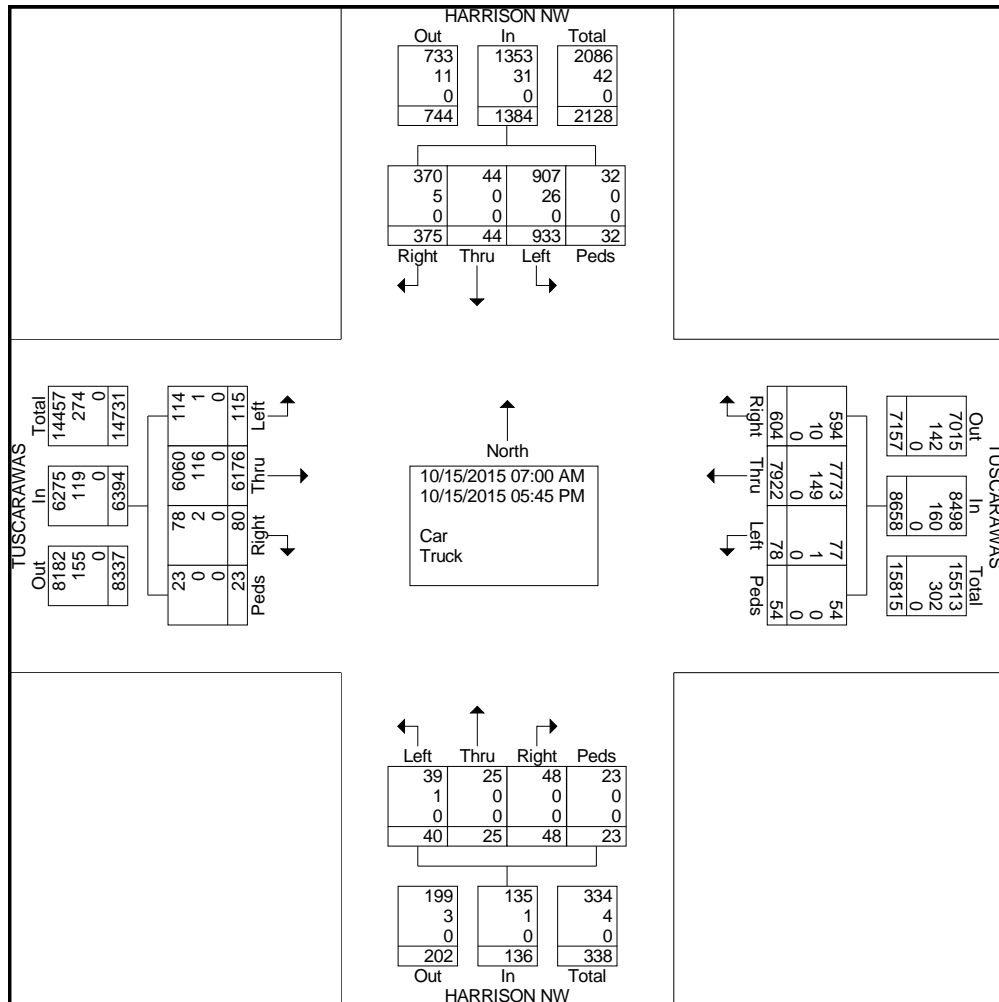 HARRISON NW
Out In Total
733 1353 2086
11 31 42
0 0 0
744 1384 2128
370 44 907 32
5 0 26 0
0 0 0 0
375 44 933 32
Right Thru Left Peds
TUSCARAWAS
Total In Out
14457 6275 8182
274 119 155
0 0 0
14731 6394 8337
114 6060 78 23
1 116 2 0
0 0 0 0
115 6176 80 23
Left Thru Right Peds
North
10/15/2015 07:00 AM
10/15/2015 05:45 PM
Car
Truck
Right Thru Left Peds
594 7773 77 54
10 149 1 0
0 0 0 0
604 7922 78 54
TUSCARAWAS
Out In Total
7015 8498 15513
142 160 302
0 0 0
7157 8658 15815
Left Thru Right Peds
39 25 48 23
1 0 0 0
0 0 0 0
40 25 48 23
199 135 334
3 1 4
0 0 0
202 136 338
Out In Total
HARRISON NW